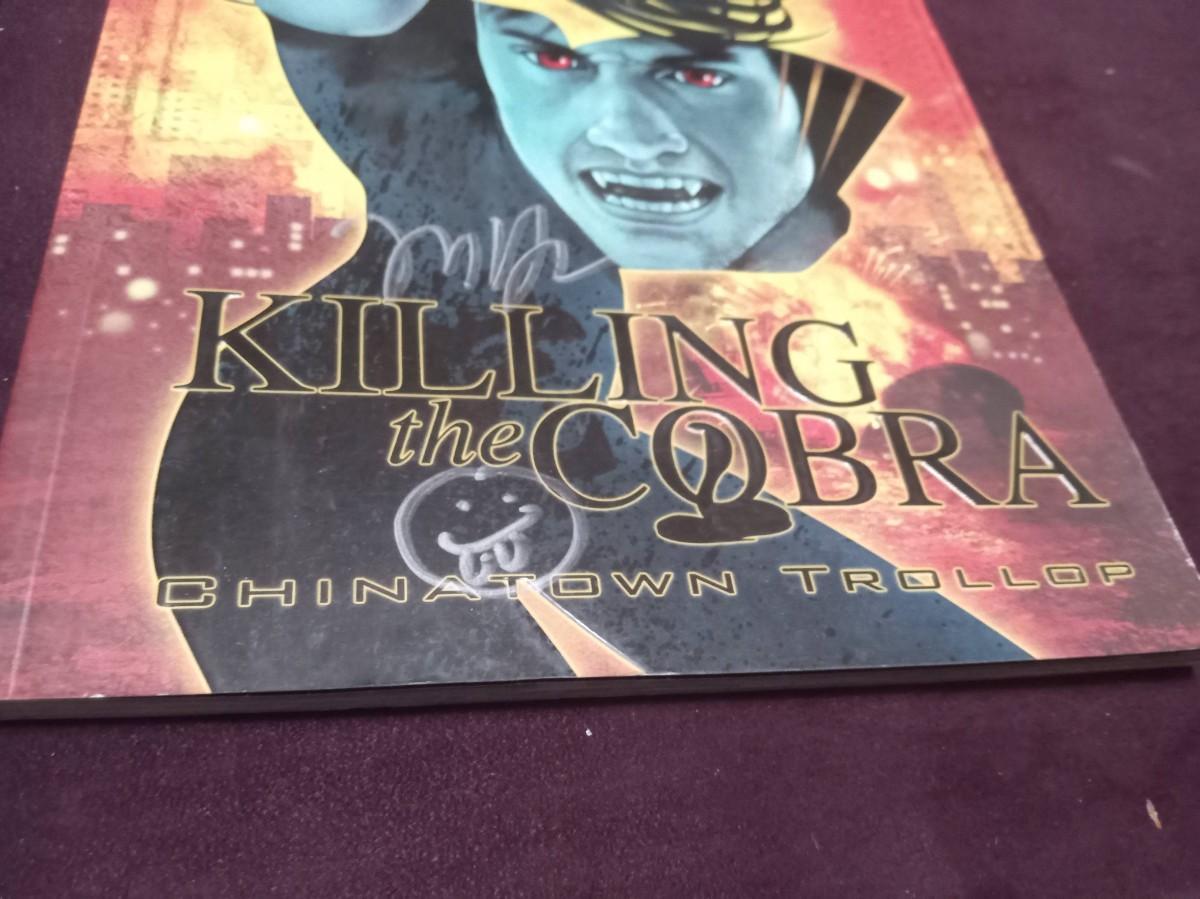 KILLING
the COBRA
CHINATOWN TROLLOP